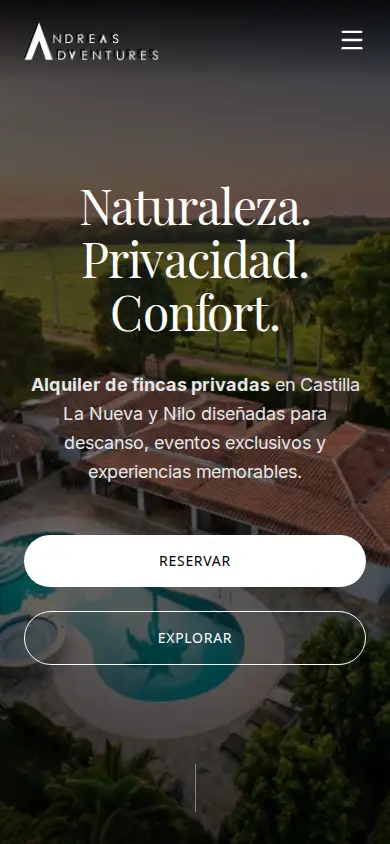 ANDREAS
ADVENTURES
Naturaleza.
Privacidad.
Confort.
Alquiler de fincas privadas en Castilla
La Nueva y Nilo diseñadas para
descanso, eventos exclusivos y
experiencias memorables.
RESERVAR
EXPLORAR